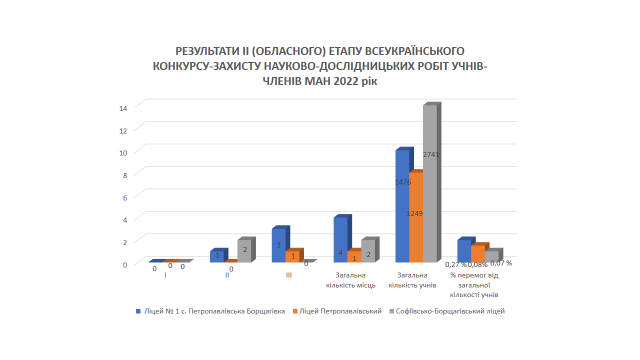 РЕЗУЛЬТАТИ ІІ (ОБЛАСНОГО) ЕТАПУ ВСЕУКРАЇНСЬКОГО
КОНКУРСУ-ЗАХИСТУ НАУКОВО-ДОСЛІДНИЦЬКИХ РОБІТ УЧНІВ-
ЧЛЕНІВ МАН 2022 рік
14
12
10
8
6
4
2
0
0 0 0
1 0 2
3 1 0
4 1 2
1476 1249 2741
0,27 % 0,08% 0,07 %
І ІІ ІІІ Загальна кількість місць
Загальна кількість учнів
% перемог від
загальної
кількості учнів
Ліцей № 1 с. Петропавлівська Борщагівка Ліцей Петропавлівський Софіївсько-Борщагівський ліцей